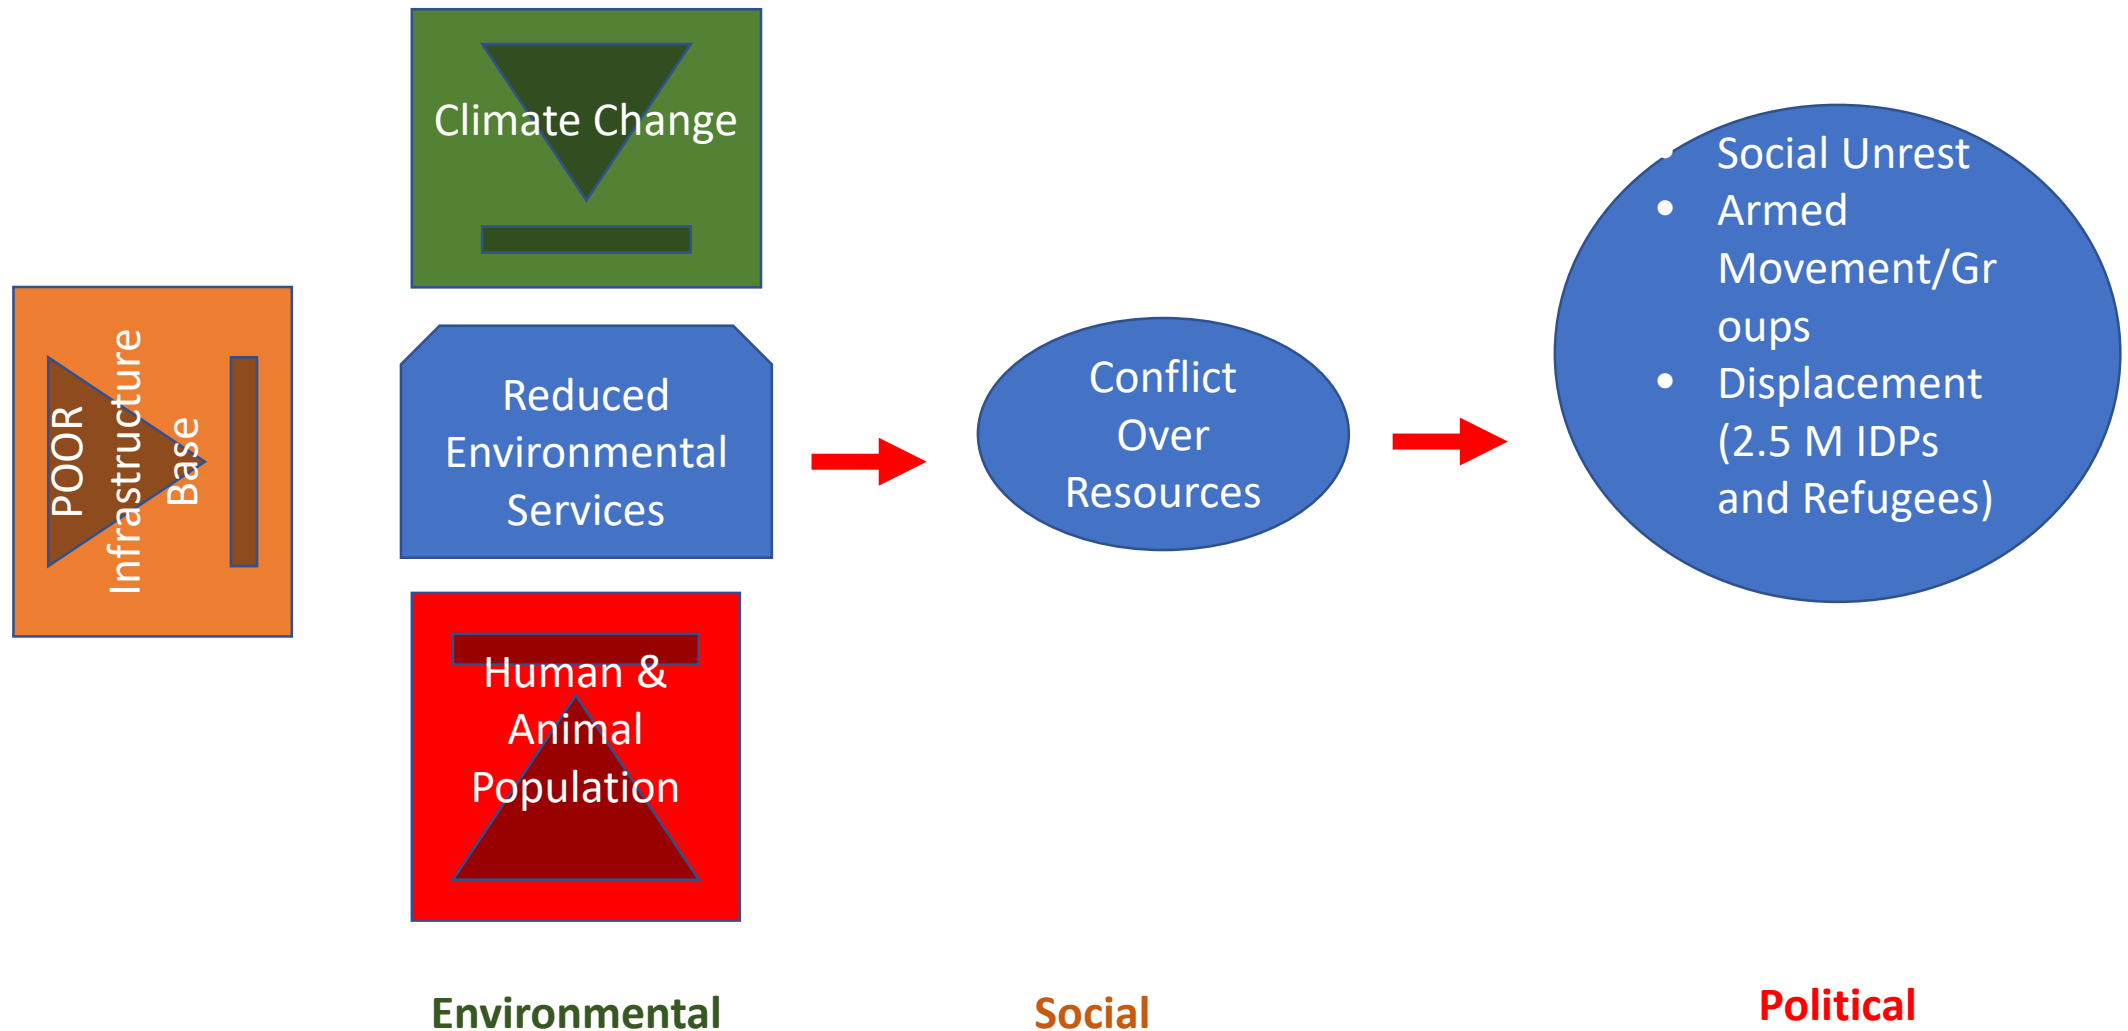 Climate Change
POOR
Infrastructure
Base
Reduced
Environmental
Services
Human &
Animal
Population
Conflict
Over
Resources
• Social Unrest
• Armed
Movement/Gr
oups
• Displacement
(2.5 M IDPs
and Refugees)
Environmental
Social
Political